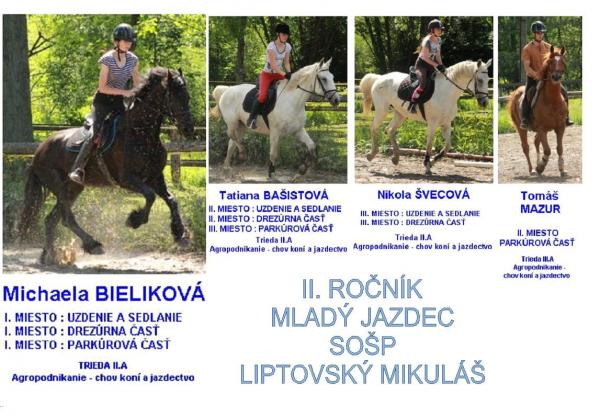 Michaela BIELIKOVÁ
I. MIESTO : UZDENIE A SEDLANIE
I. MIESTO : DREZÚRNA ČASŤ
I. MIESTO : PARKÚROVÁ ČASŤ
TRIEDA II.A
Agropodnikanie - chov koní a jazdectvo
Tatiana BAŠISTOVÁ
II. MIESTO : UZDENIE A SEDLANIE
II. MIESTO : DREZÚRNA ČASŤ
III. MIESTO : PARKÚROVÁ ČASŤ
Trieda II.A
Agropodnikanie - chov koní a jazdectvo
Nikola ŠVECOVÁ
III. MIESTO : UZDENIE A SEDLANIE
III. MIESTO : DREZÚRNA ČASŤ
Trieda II.A
Agropodnikanie - chov koní a jazdectvo
Tomáš
MAZUR
II. MIESTO
PARKÚROVÁ ČASŤ
Trieda III.A
Agropodnikanie -
chov koní a jazdectvo
II. ROČNÍK
MLADÝ JAZDEC
SOŠP
LIPTOVSKÝ MIKULÁŠ